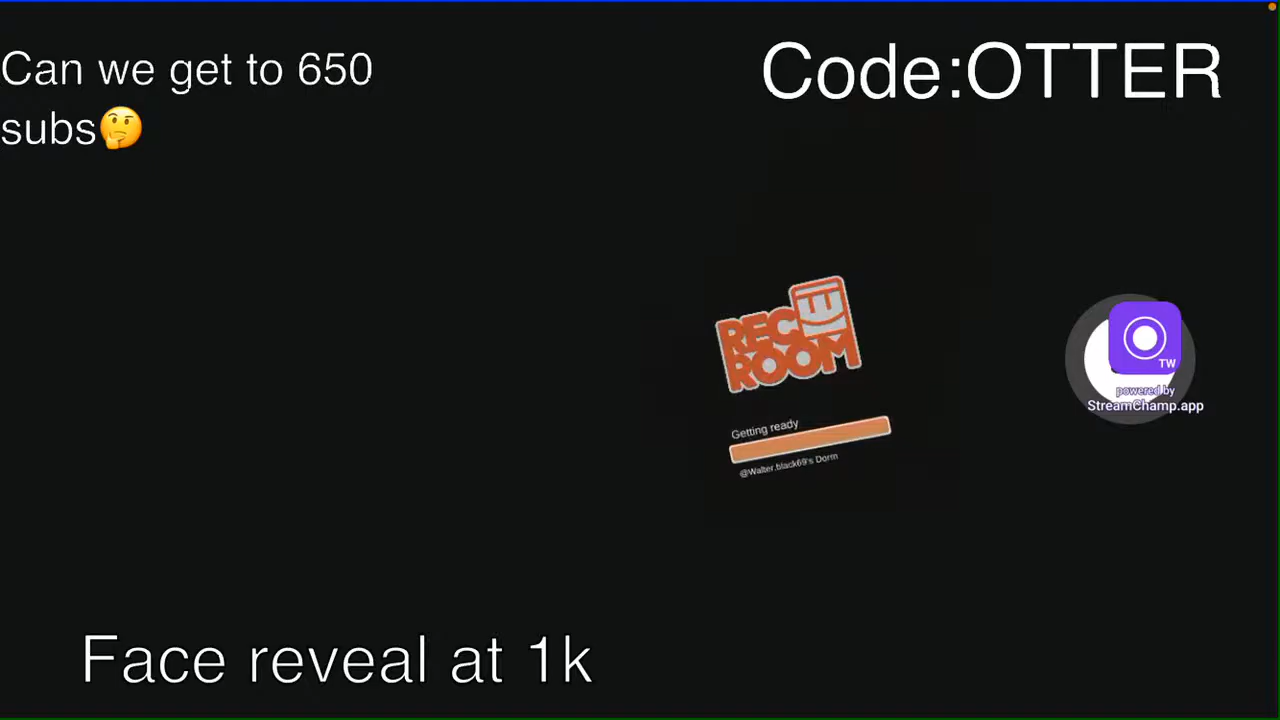 Can we get to 650
subs🤔
Code:OTTER
REC
ROOM
Getting ready
@Walter.black69's Dorm
TW
powered by
StreamChamp.app
Face reveal at 1k